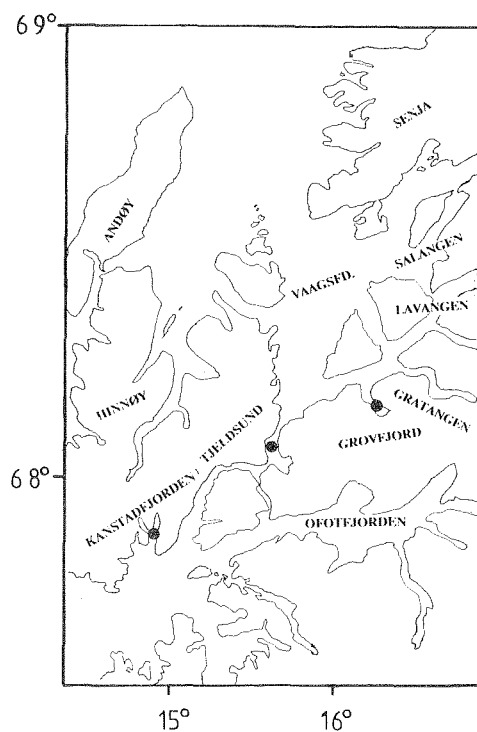 69°
SENJA
ANDØY
SALANGEN
VAAGSFD.
LAVANGEN
HINNØY
GRATANGEN
GROVFJORD
KANSTADFJORDEN/TJELDSUND
68°
OFOTFJORDEN
15°
16°